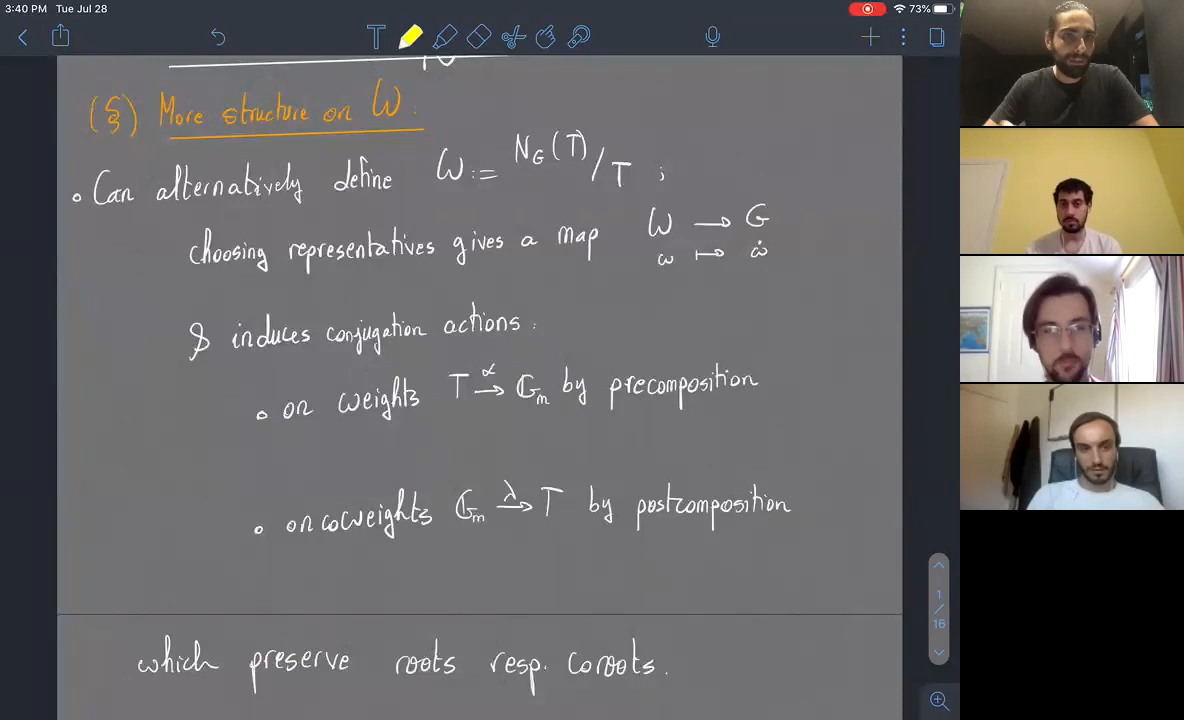 3:40 PM Tue Jul 28
73%
(§) More structure on W:
• Can alternatively define W := N_G(T)/T ;
choosing representatives gives a map W → G
w ↦ ẇ
& induces conjugation actions:
• on weights T →^α 𝔾_m by precomposition
• on coweights 𝔾_m →^λ T by postcomposition
1 / 16
which preserve roots resp. coroots.